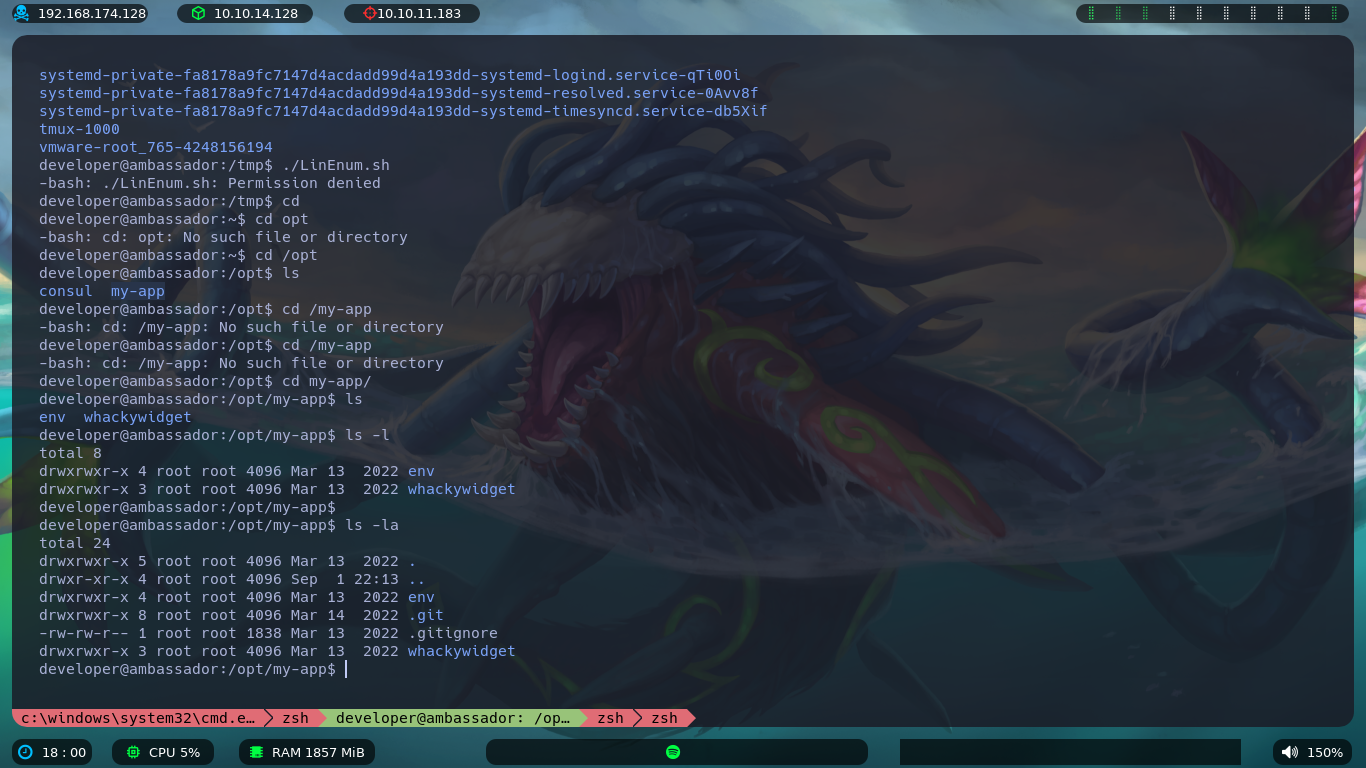 192.168.174.128 10.10.14.128 10.10.11.183
systemd-private-fa8178a9fc7147d4acdadd99d4a193dd-systemd-logind.service-qTi0Oi
systemd-private-fa8178a9fc7147d4acdadd99d4a193dd-systemd-resolved.service-0Avv8f
systemd-private-fa8178a9fc7147d4acdadd99d4a193dd-systemd-timesyncd.service-db5Xif
tmux-1000
vmware-root_765-4248156194
developer@ambassador:/tmp$ ./LinEnum.sh
-bash: ./LinEnum.sh: Permission denied
developer@ambassador:/tmp$ cd
developer@ambassador:~$ cd opt
-bash: cd: opt: No such file or directory
developer@ambassador:~$ cd /opt
developer@ambassador:/opt$ ls
consul  my-app
developer@ambassador:/opt$ cd /my-app
-bash: cd: /my-app: No such file or directory
developer@ambassador:/opt$ cd /my-app
-bash: cd: /my-app: No such file or directory
developer@ambassador:/opt$ cd my-app/
developer@ambassador:/opt/my-app$ ls
env  whackywidget
developer@ambassador:/opt/my-app$ ls -l
total 8
drwxrwxr-x 4 root root 4096 Mar 13  2022 env
drwxrwxr-x 3 root root 4096 Mar 13  2022 whackywidget
developer@ambassador:/opt/my-app$
developer@ambassador:/opt/my-app$ ls -la
total 24
drwxrwxr-x 5 root root 4096 Mar 13  2022 .
drwxr-xr-x 4 root root 4096 Sep  1 22:13 ..
drwxrwxr-x 4 root root 4096 Mar 13  2022 env
drwxrwxr-x 8 root root 4096 Mar 14  2022 .git
-rw-rw-r-- 1 root root 1838 Mar 13  2022 .gitignore
drwxrwxr-x 3 root root 4096 Mar 13  2022 whackywidget
developer@ambassador:/opt/my-app$
c:\windows\system32\cmd.e… zsh developer@ambassador: /op… zsh zsh
18 : 00 CPU 5% RAM 1857 MiB 150%